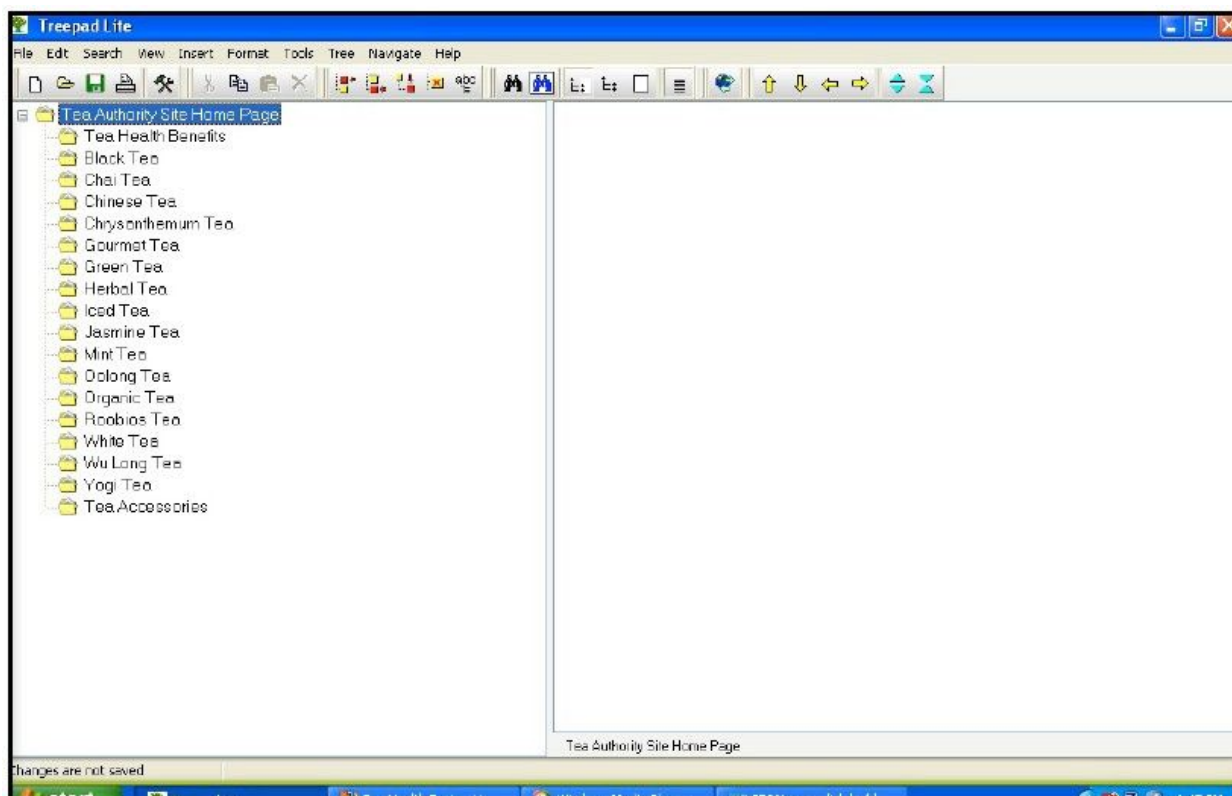 Treepad Lite
File Edit Search View Insert Format Tools Tree Navigate Help
abc
Tea Authority Site Home Page
Tea Health Benefits
Black Tea
Chai Tea
Chinese Tea
Chrysanthemum Tea
Gourmet Tea
Green Tea
Herbal Tea
Iced Tea
Jasmine Tea
Mint Tea
Oolong Tea
Organic Tea
Roobios Tea
White Tea
Wu Long Tea
Yogi Tea
Tea Accessories
Tea Authority Site Home Page
Changes are not saved
start